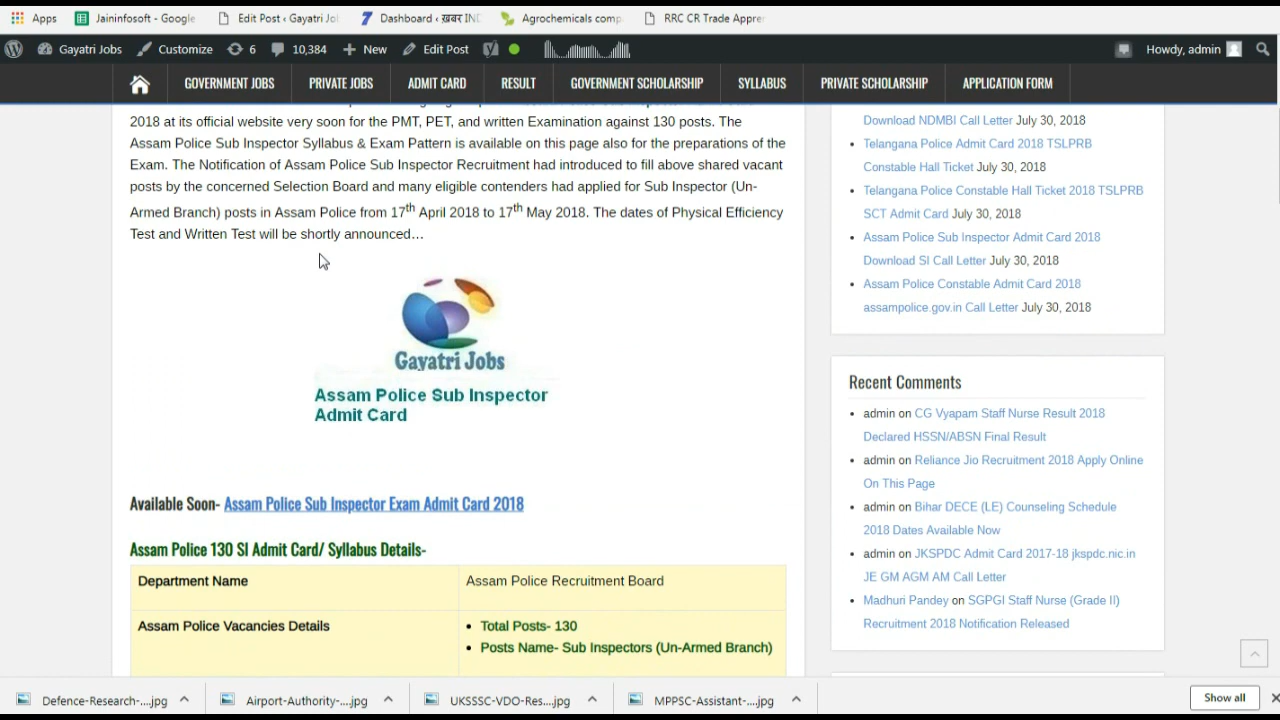 Apps
Jaininfosoft - Google
Edit Post ‹ Gayatri Jol
Dashboard ‹ ख़बर IND
Agrochemicals comp
RRC CR Trade Appre
Gayatri Jobs
Customize
6
10,384
New
Edit Post
Howdy, admin
GOVERNMENT JOBS
PRIVATE JOBS
ADMIT CARD
RESULT
GOVERNMENT SCHOLARSHIP
SYLLABUS
PRIVATE SCHOLARSHIP
APPLICATION FORM
2018 at its official website very soon for the PMT, PET, and written Examination against 130 posts. The
Assam Police Sub Inspector Syllabus & Exam Pattern is available on this page also for the preparations of the
Exam. The Notification of Assam Police Sub Inspector Recruitment had introduced to fill above shared vacant
posts by the concerned Selection Board and many eligible contenders had applied for Sub Inspector (Un-
Armed Branch) posts in Assam Police from 17th April 2018 to 17th May 2018. The dates of Physical Efficiency
Test and Written Test will be shortly announced…
Gayatri Jobs
Assam Police Sub Inspector
Admit Card
Available Soon- Assam Police Sub Inspector Exam Admit Card 2018
Assam Police 130 SI Admit Card/ Syllabus Details-
Department Name
Assam Police Recruitment Board
Assam Police Vacancies Details
Total Posts- 130
Posts Name- Sub Inspectors (Un-Armed Branch)
Download NDMBI Call Letter July 30, 2018
Telangana Police Admit Card 2018 TSLPRB
Constable Hall Ticket July 30, 2018
Telangana Police Constable Hall Ticket 2018 TSLPRB
SCT Admit Card July 30, 2018
Assam Police Sub Inspector Admit Card 2018
Download SI Call Letter July 30, 2018
Assam Police Constable Admit Card 2018
assampolice.gov.in Call Letter July 30, 2018
Recent Comments
admin on CG Vyapam Staff Nurse Result 2018
Declared HSSN/ABSN Final Result
admin on Reliance Jio Recruitment 2018 Apply Online
On This Page
admin on Bihar DECE (LE) Counseling Schedule
2018 Dates Available Now
admin on JKSPDC Admit Card 2017-18 jkspdc.nic.in
JE GM AGM AM Call Letter
Madhuri Pandey on SGPGI Staff Nurse (Grade II)
Recruitment 2018 Notification Released
Defence-Research-....jpg
Airport-Authority-....jpg
UKSSSC-VDO-Res....jpg
MPPSC-Assistant-....jpg
Show all